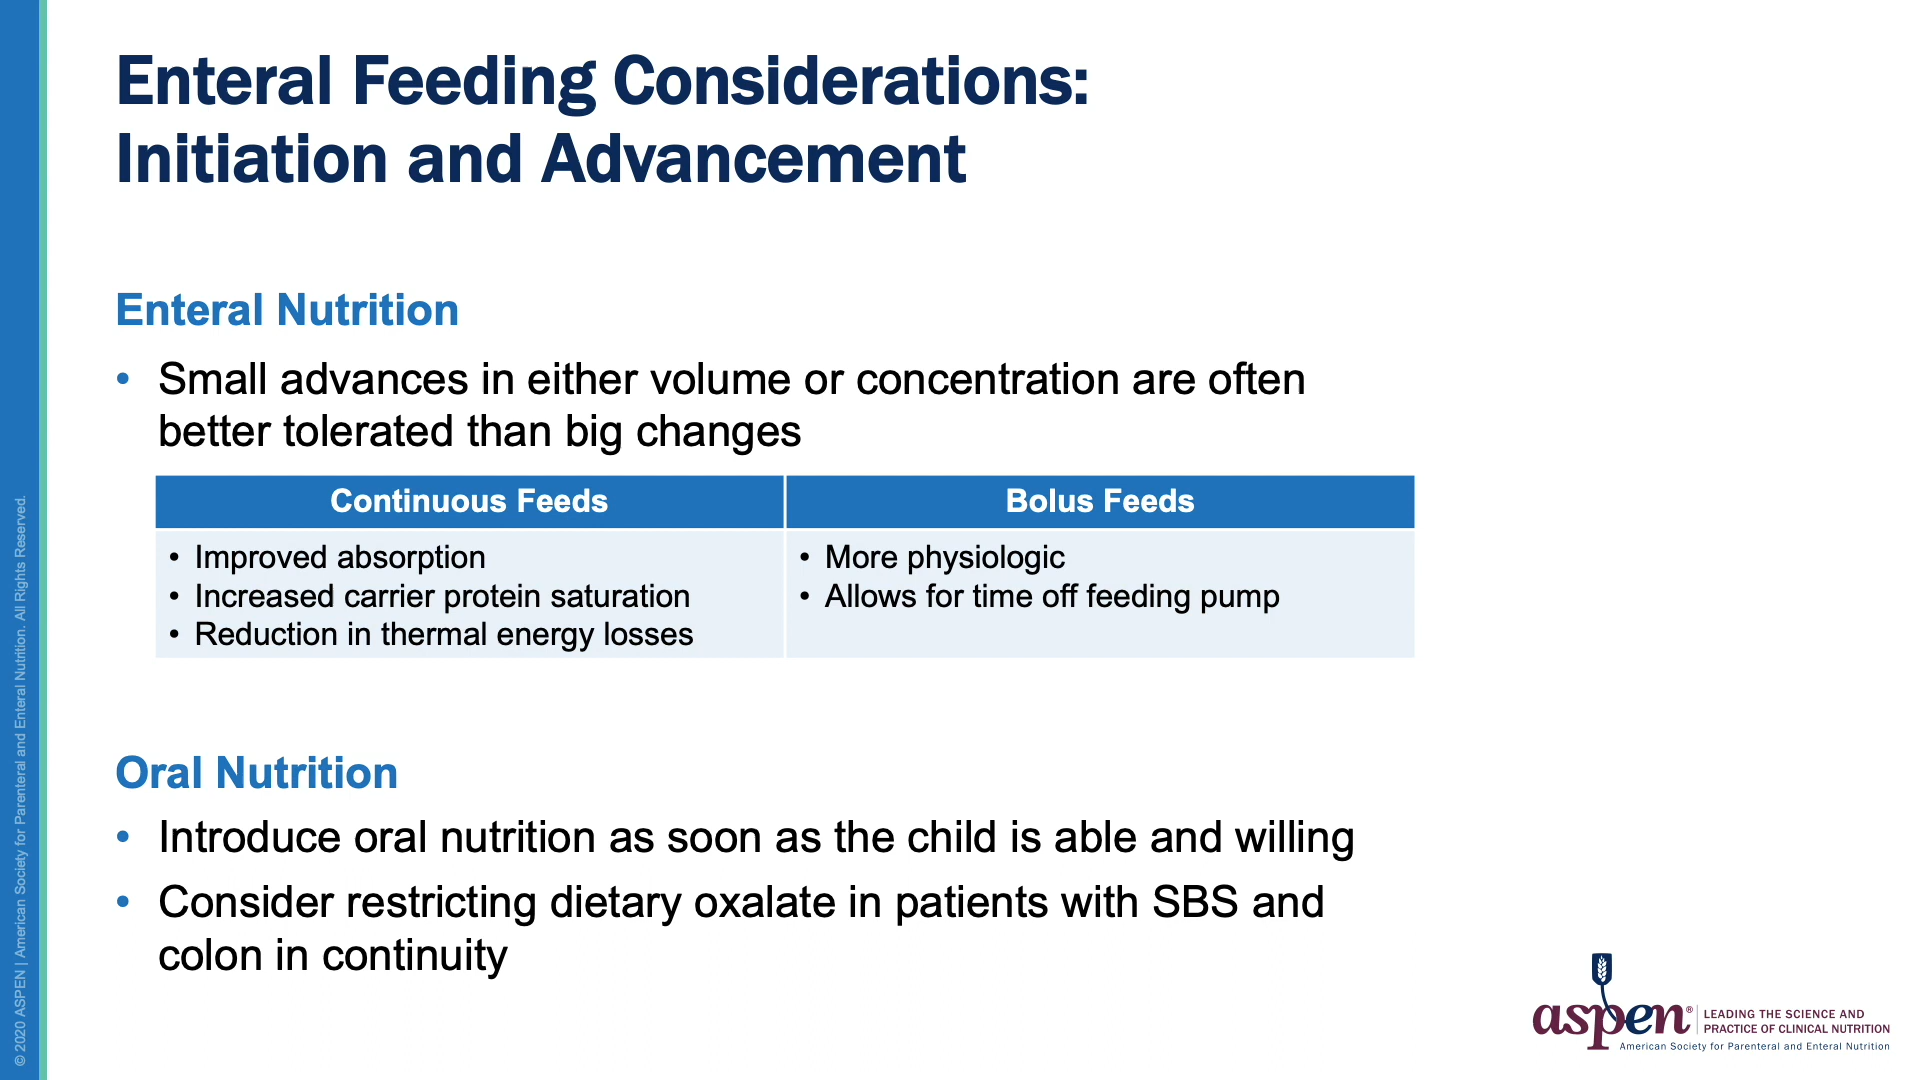 Enteral Feeding Considerations:
Initiation and Advancement
Enteral Nutrition
• Small advances in either volume or concentration are often
better tolerated than big changes
Continuous Feeds
• Improved absorption
• Increased carrier protein saturation
• Reduction in thermal energy losses
Bolus Feeds
• More physiologic
• Allows for time off feeding pump
Oral Nutrition
• Introduce oral nutrition as soon as the child is able and willing
• Consider restricting dietary oxalate in patients with SBS and
colon in continuity
© 2020 ASPEN | American Society for Parenteral and Enteral Nutrition. All Rights Reserved.
aspen®
LEADING THE SCIENCE AND
PRACTICE OF CLINICAL NUTRITION
American Society for Parenteral and Enteral Nutrition